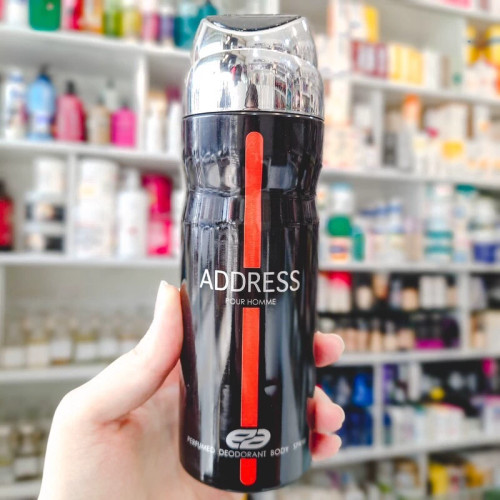 ADDRESS
POUR HOMME
PERFUMED DEODORANT BODY SPRAY